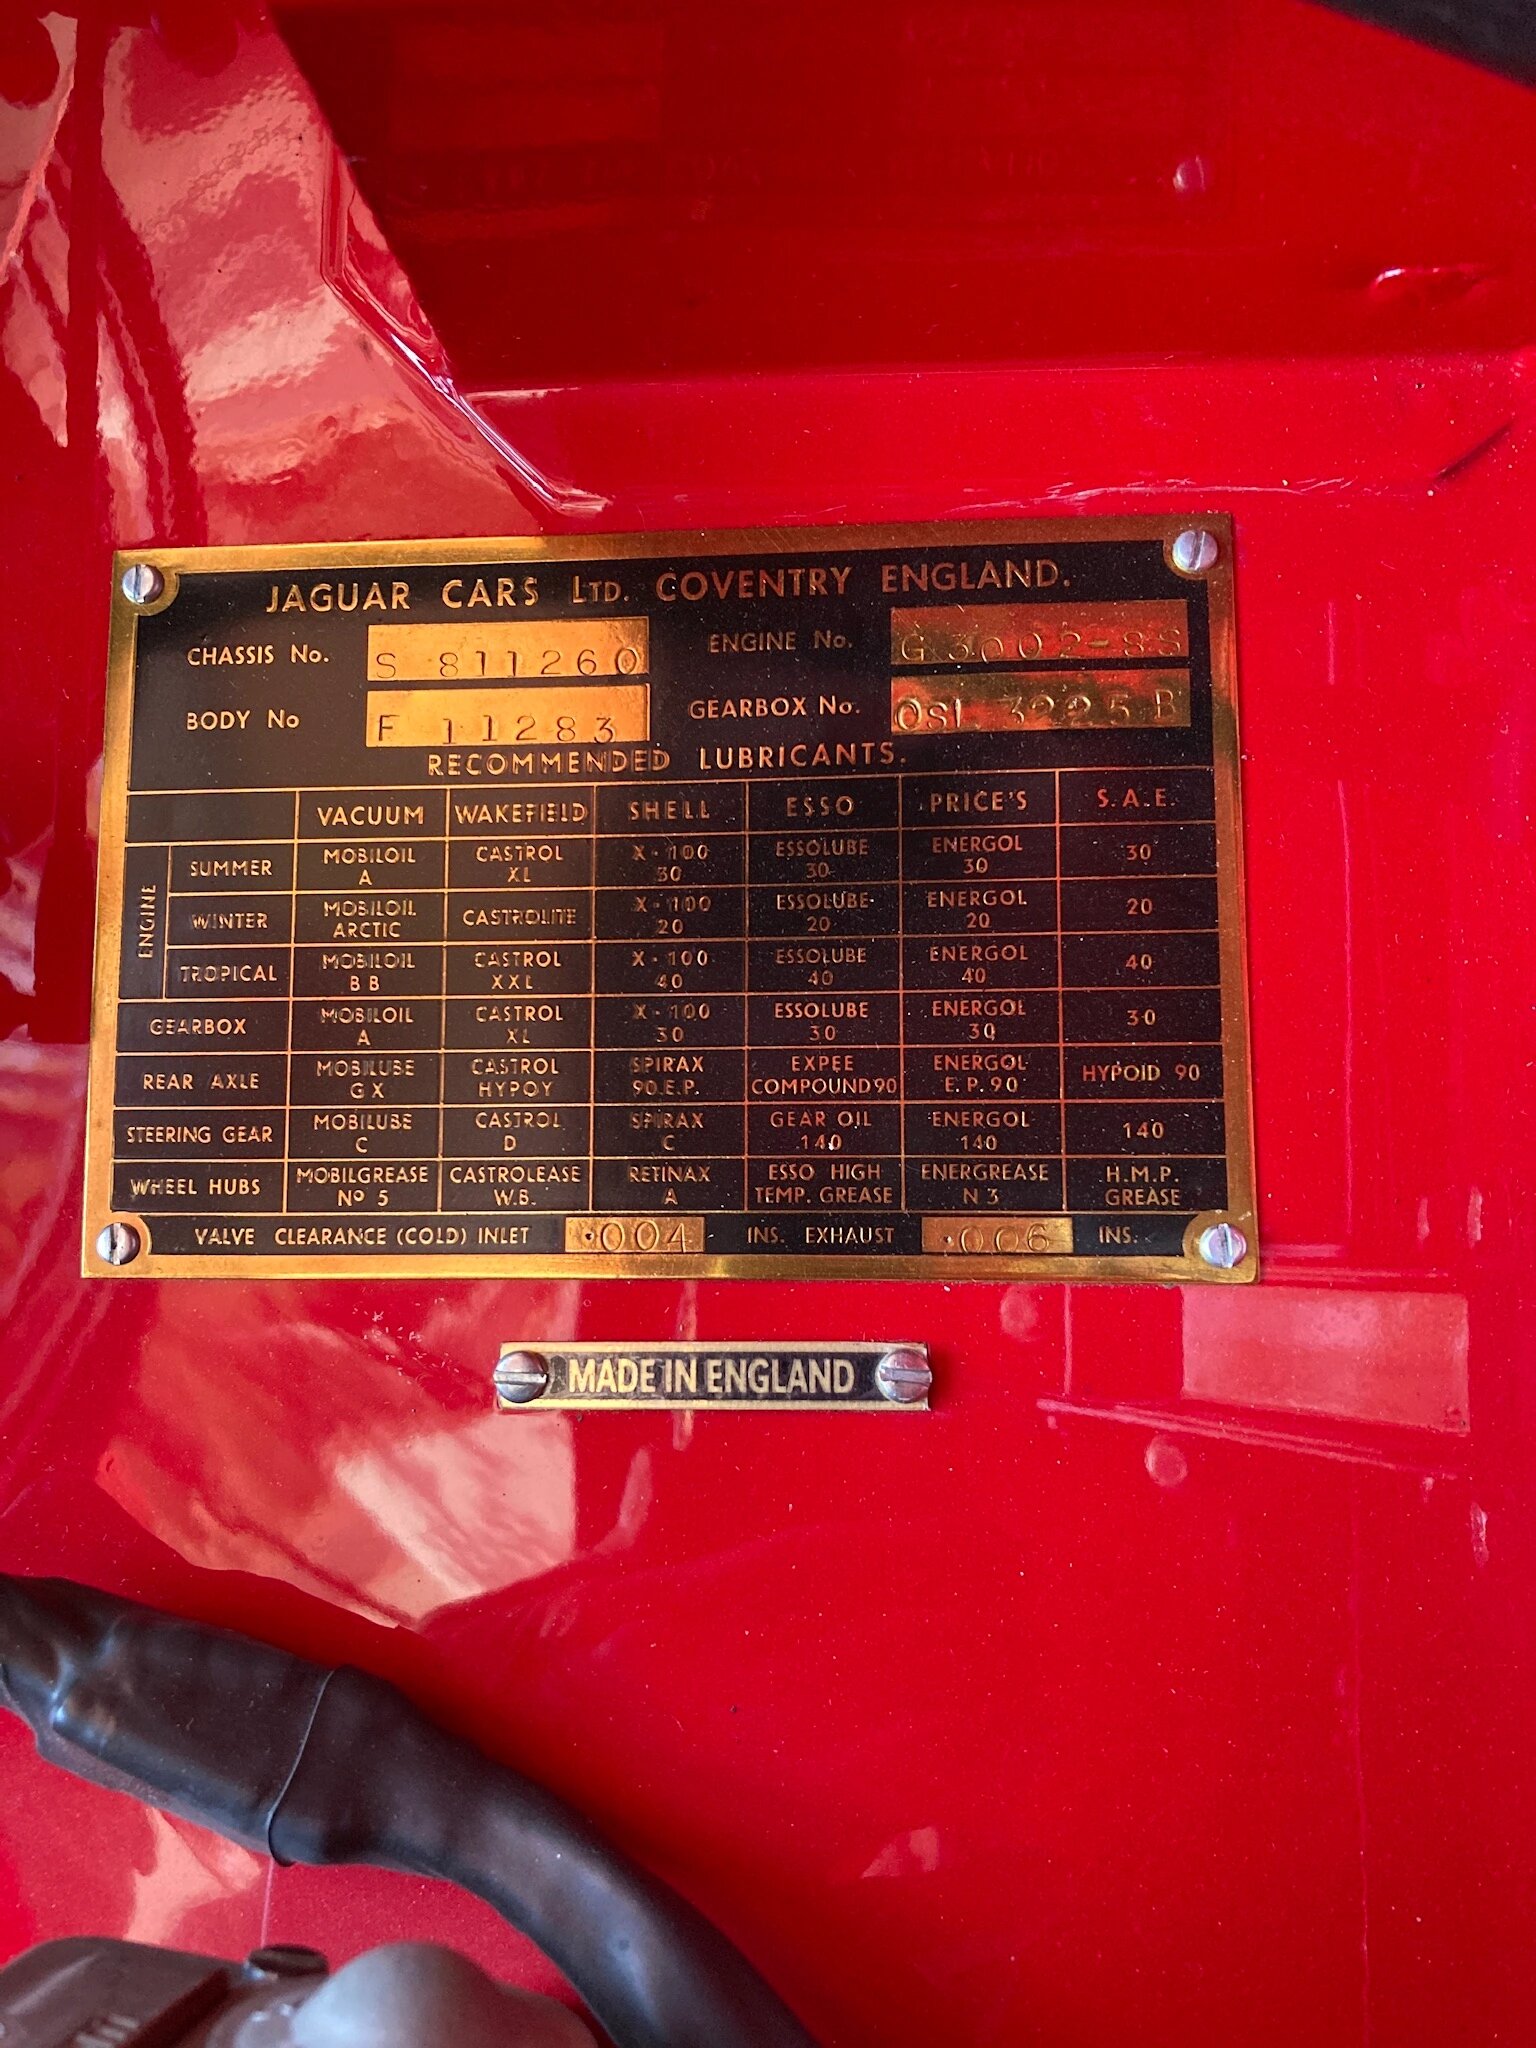 JAGUAR CARS LTD. COVENTRY ENGLAND.
CHASSIS No. S 811260 ENGINE No. G3002-8S
BODY No F 11283 GEARBOX No. OSL 3225B
RECOMMENDED LUBRICANTS.
VACUUM WAKEFIELD SHELL ESSO PRICE'S S.A.E.
ENGINE
SUMMER MOBILOIL A CASTROL XL X-100 30 ESSOLUBE 30 ENERGOL 30 30
WINTER MOBILOIL ARCTIC CASTROLITE X-100 20 ESSOLUBE 20 ENERGOL 20 20
TROPICAL MOBILOIL BB CASTROL XXL X-100 40 ESSOLUBE 40 ENERGOL 40 40
GEARBOX MOBILOIL A CASTROL XL X-100 30 ESSOLUBE 30 ENERGOL 30 30
REAR AXLE MOBILUBE GX CASTROL HYPOY SPIRAX 90.E.P. EXPEE COMPOUND 90 ENERGOL E.P.90 HYPOID 90
STEERING GEAR MOBILUBE C CASTROL D SPIRAX C GEAR OIL 140 ENERGOL 140 140
WHEEL HUBS MOBILGREASE No 5 CASTROLEASE W.B. RETINAX A ESSO HIGH TEMP. GREASE ENERGREASE N 3 H.M.P. GREASE
VALVE CLEARANCE (COLD) INLET .004 INS. EXHAUST .006 INS.
MADE IN ENGLAND